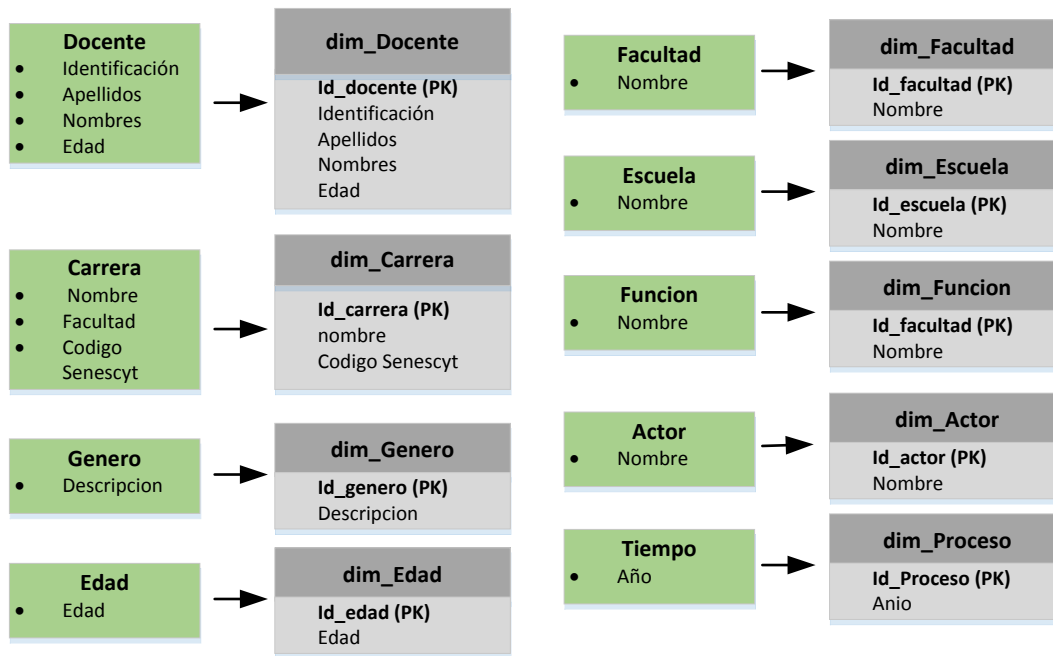 Docente
• Identificación
• Apellidos
• Nombres
• Edad
dim_Docente
Id_docente (PK)
Identificación
Apellidos
Nombres
Edad
Carrera
• Nombre
• Facultad
• Codigo
Senescyt
dim_Carrera
Id_carrera (PK)
nombre
Codigo Senescyt
Genero
• Descripcion
dim_Genero
Id_genero (PK)
Descripcion
Edad
• Edad
dim_Edad
Id_edad (PK)
Edad
Facultad
• Nombre
dim_Facultad
Id_facultad (PK)
Nombre
Escuela
• Nombre
dim_Escuela
Id_escuela (PK)
Nombre
Funcion
• Nombre
dim_Funcion
Id_facultad (PK)
Nombre
Actor
• Nombre
dim_Actor
Id_actor (PK)
Nombre
Tiempo
• Año
dim_Proceso
Id_Proceso (PK)
Anio